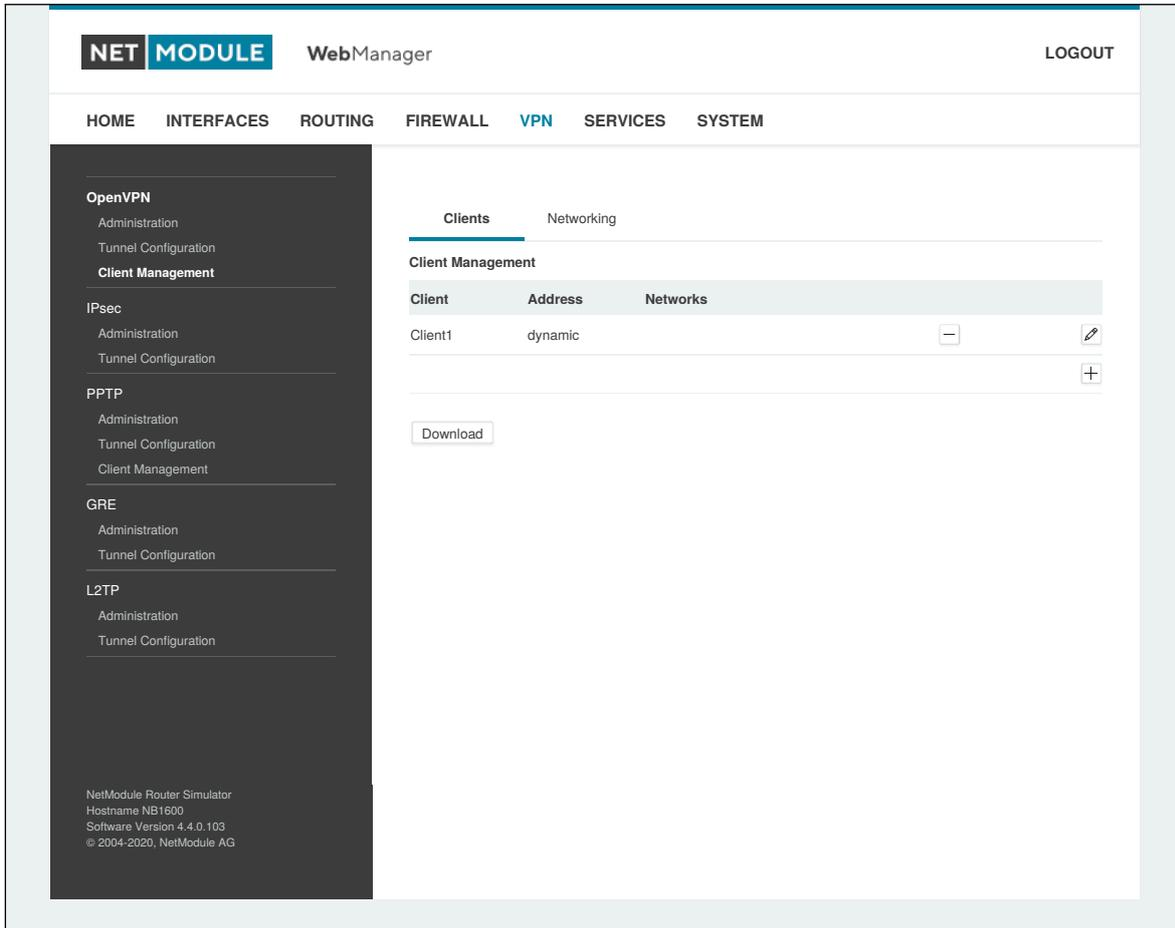 NET MODULE WebManager LOGOUT
HOME INTERFACES ROUTING FIREWALL VPN SERVICES SYSTEM
OpenVPN
Administration
Tunnel Configuration
Client Management
IPsec
Administration
Tunnel Configuration
PPTP
Administration
Tunnel Configuration
Client Management
GRE
Administration
Tunnel Configuration
L2TP
Administration
Tunnel Configuration
NetModule Router Simulator
Hostname NB1600
Software Version 4.4.0.103
© 2004-2020, NetModule AG
Clients Networking
Client Management
Client Address Networks
Client1 dynamic
Download